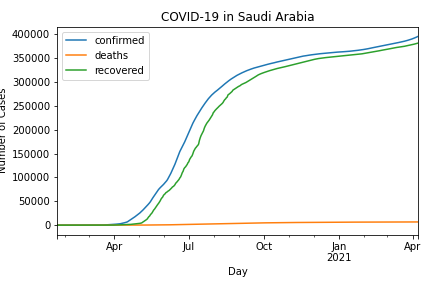 COVID-19 in Saudi Arabia
confirmed
deaths
recovered
400000
350000
300000
250000
200000
150000
100000
50000
0
Number of Cases
Apr
Jul
Oct
Jan
2021
Apr
Day